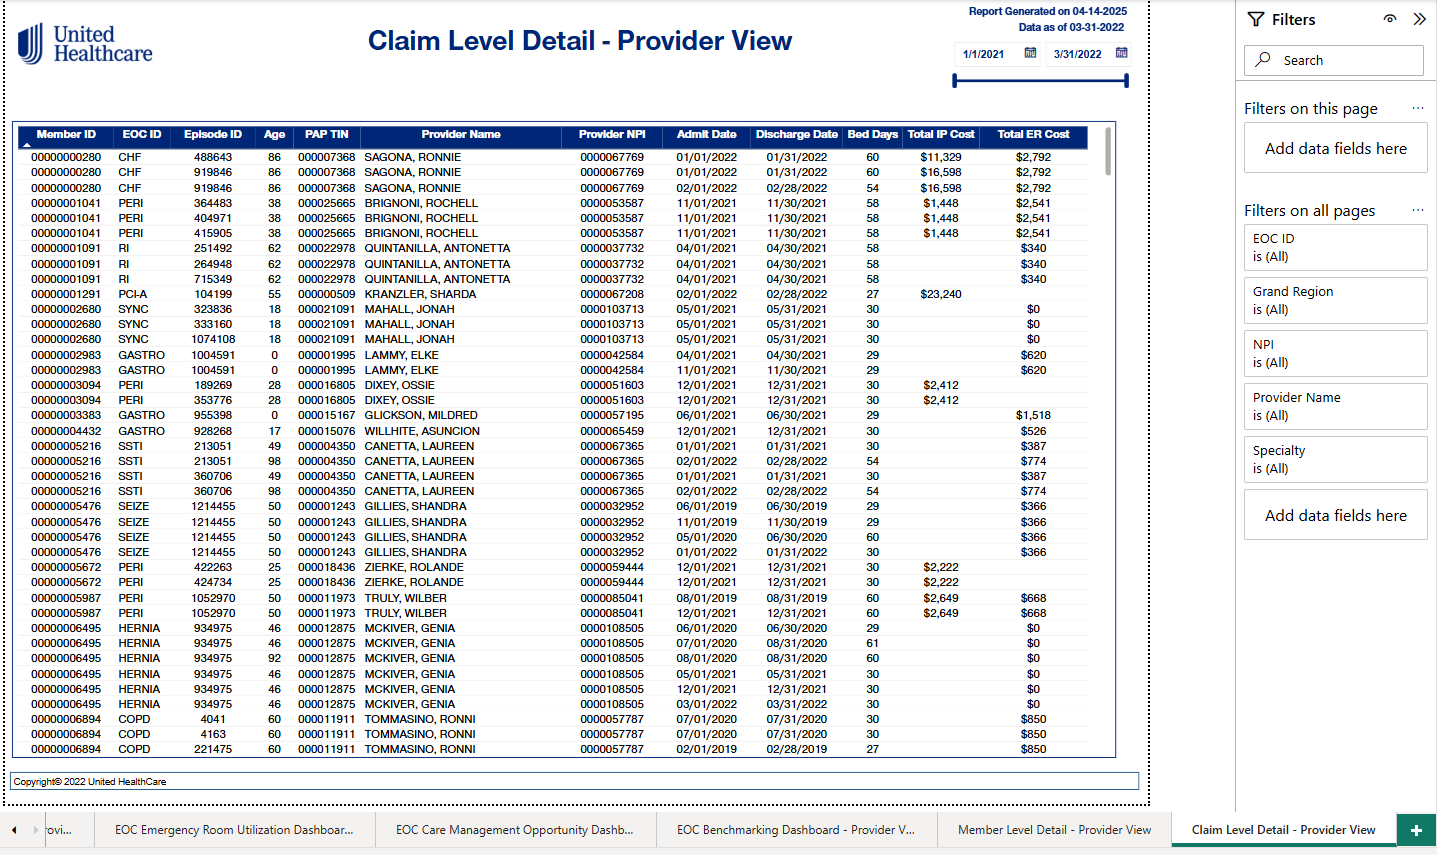 Report Generated on 04-14-2025
Data as of 03-31-2022
United
Healthcare
Claim Level Detail - Provider View
1/1/2021 3/31/2022
Member ID EOC ID Episode ID Age PAP TIN Provider Name Provider NPI Admit Date Discharge Date Bed Days Total IP Cost Total ER Cost
00000000280 CHF 488643 86 000007368 SAGONA, RONNIE 0000067769 01/01/2022 01/31/2022 60 $11,329 $2,792
00000000280 CHF 919846 86 000007368 SAGONA, RONNIE 0000067769 01/01/2022 01/31/2022 60 $16,598 $2,792
00000000280 CHF 919846 86 000007368 SAGONA, RONNIE 0000067769 02/01/2022 02/28/2022 54 $16,598 $2,792
00000001041 PERI 364483 38 000025665 BRIGNONI, ROCHELL 0000053587 11/01/2021 11/30/2021 58 $1,448 $2,541
00000001041 PERI 404971 38 000025665 BRIGNONI, ROCHELL 0000053587 11/01/2021 11/30/2021 58 $1,448 $2,541
00000001041 PERI 415905 38 000025665 BRIGNONI, ROCHELL 0000053587 11/01/2021 11/30/2021 58 $1,448 $2,541
00000001091 RI 251492 62 000022978 QUINTANILLA, ANTONETTA 0000037732 04/01/2021 04/30/2021 58 $340
00000001091 RI 264948 62 000022978 QUINTANILLA, ANTONETTA 0000037732 04/01/2021 04/30/2021 58 $340
00000001091 RI 715349 62 000022978 QUINTANILLA, ANTONETTA 0000037732 04/01/2021 04/30/2021 58 $340
00000001291 PCI-A 104199 55 000000509 KRANZLER, SHARDA 0000067208 02/01/2022 02/28/2022 27 $23,240
00000002680 SYNC 323836 18 000021091 MAHALL, JONAH 0000103713 05/01/2021 05/31/2021 30 $0
00000002680 SYNC 333160 18 000021091 MAHALL, JONAH 0000103713 05/01/2021 05/31/2021 30 $0
00000002680 SYNC 1074108 18 000021091 MAHALL, JONAH 0000103713 05/01/2021 05/31/2021 30 $0
00000002983 GASTRO 1004591 0 000001995 LAMMY, ELKE 0000042584 04/01/2021 04/30/2021 29 $620
00000002983 GASTRO 1004591 0 000001995 LAMMY, ELKE 0000042584 11/01/2021 11/30/2021 29 $620
00000003094 PERI 189269 28 000016805 DIXEY, OSSIE 0000051603 12/01/2021 12/31/2021 30 $2,412
00000003094 PERI 353776 28 000016805 DIXEY, OSSIE 0000051603 12/01/2021 12/31/2021 30 $2,412
00000003383 GASTRO 955398 0 000015167 GLICKSON, MILDRED 0000057195 06/01/2021 06/30/2021 29 $1,518
00000004432 GASTRO 928268 17 000015076 WILLHITE, ASUNCION 0000065459 12/01/2021 12/31/2021 30 $526
00000005216 SSTI 213051 49 000004350 CANETTA, LAUREEN 0000067365 01/01/2021 01/31/2021 30 $387
00000005216 SSTI 213051 98 000004350 CANETTA, LAUREEN 0000067365 02/01/2022 02/28/2022 54 $774
00000005216 SSTI 360706 49 000004350 CANETTA, LAUREEN 0000067365 01/01/2021 01/31/2021 30 $387
00000005216 SSTI 360706 98 000004350 CANETTA, LAUREEN 0000067365 02/01/2022 02/28/2022 54 $774
00000005476 SEIZE 1214455 50 000001243 GILLIES, SHANDRA 0000032952 06/01/2019 06/30/2019 29 $366
00000005476 SEIZE 1214455 50 000001243 GILLIES, SHANDRA 0000032952 11/01/2019 11/30/2019 29 $366
00000005476 SEIZE 1214455 50 000001243 GILLIES, SHANDRA 0000032952 05/01/2020 06/30/2020 60 $366
00000005476 SEIZE 1214455 50 000001243 GILLIES, SHANDRA 0000032952 01/01/2022 01/31/2022 30 $366
00000005672 PERI 422263 25 000018436 ZIERKE, ROLANDE 0000059444 12/01/2021 12/31/2021 30 $2,222
00000005672 PERI 424734 25 000018436 ZIERKE, ROLANDE 0000059444 12/01/2021 12/31/2021 30 $2,222
00000005987 PERI 1052970 50 000011973 TRULY, WILBER 0000085041 08/01/2019 08/31/2019 60 $2,649 $668
00000005987 PERI 1052970 50 000011973 TRULY, WILBER 0000085041 12/01/2021 12/31/2021 60 $2,649 $668
00000006495 HERNIA 934975 46 000012875 MCKIVER, GENIA 0000108505 06/01/2020 06/30/2020 29 $0
00000006495 HERNIA 934975 46 000012875 MCKIVER, GENIA 0000108505 07/01/2020 08/31/2020 61 $0
00000006495 HERNIA 934975 92 000012875 MCKIVER, GENIA 0000108505 08/01/2020 08/31/2020 60 $0
00000006495 HERNIA 934975 46 000012875 MCKIVER, GENIA 0000108505 05/01/2021 05/31/2021 30 $0
00000006495 HERNIA 934975 46 000012875 MCKIVER, GENIA 0000108505 12/01/2021 12/31/2021 30 $0
00000006495 HERNIA 934975 46 000012875 MCKIVER, GENIA 0000108505 03/01/2022 03/31/2022 30 $0
00000006894 COPD 4041 60 000011911 TOMMASINO, RONNI 0000057787 07/01/2020 07/31/2020 30 $850
00000006894 COPD 4163 60 000011911 TOMMASINO, RONNI 0000057787 07/01/2020 07/31/2020 30 $850
00000006894 COPD 221475 60 000011911 TOMMASINO, RONNI 0000057787 02/01/2019 02/28/2019 27 $850
Copyright© 2022 United HealthCare
Filters
Search
Filters on this page ...
Add data fields here
Filters on all pages ...
EOC ID
is (All)
Grand Region
is (All)
NPI
is (All)
Provider Name
is (All)
Specialty
is (All)
Add data fields here
rovi... EOC Emergency Room Utilization Dashboar... EOC Care Management Opportunity Dashb... EOC Benchmarking Dashboard - Provider V... Member Level Detail - Provider View Claim Level Detail - Provider View +